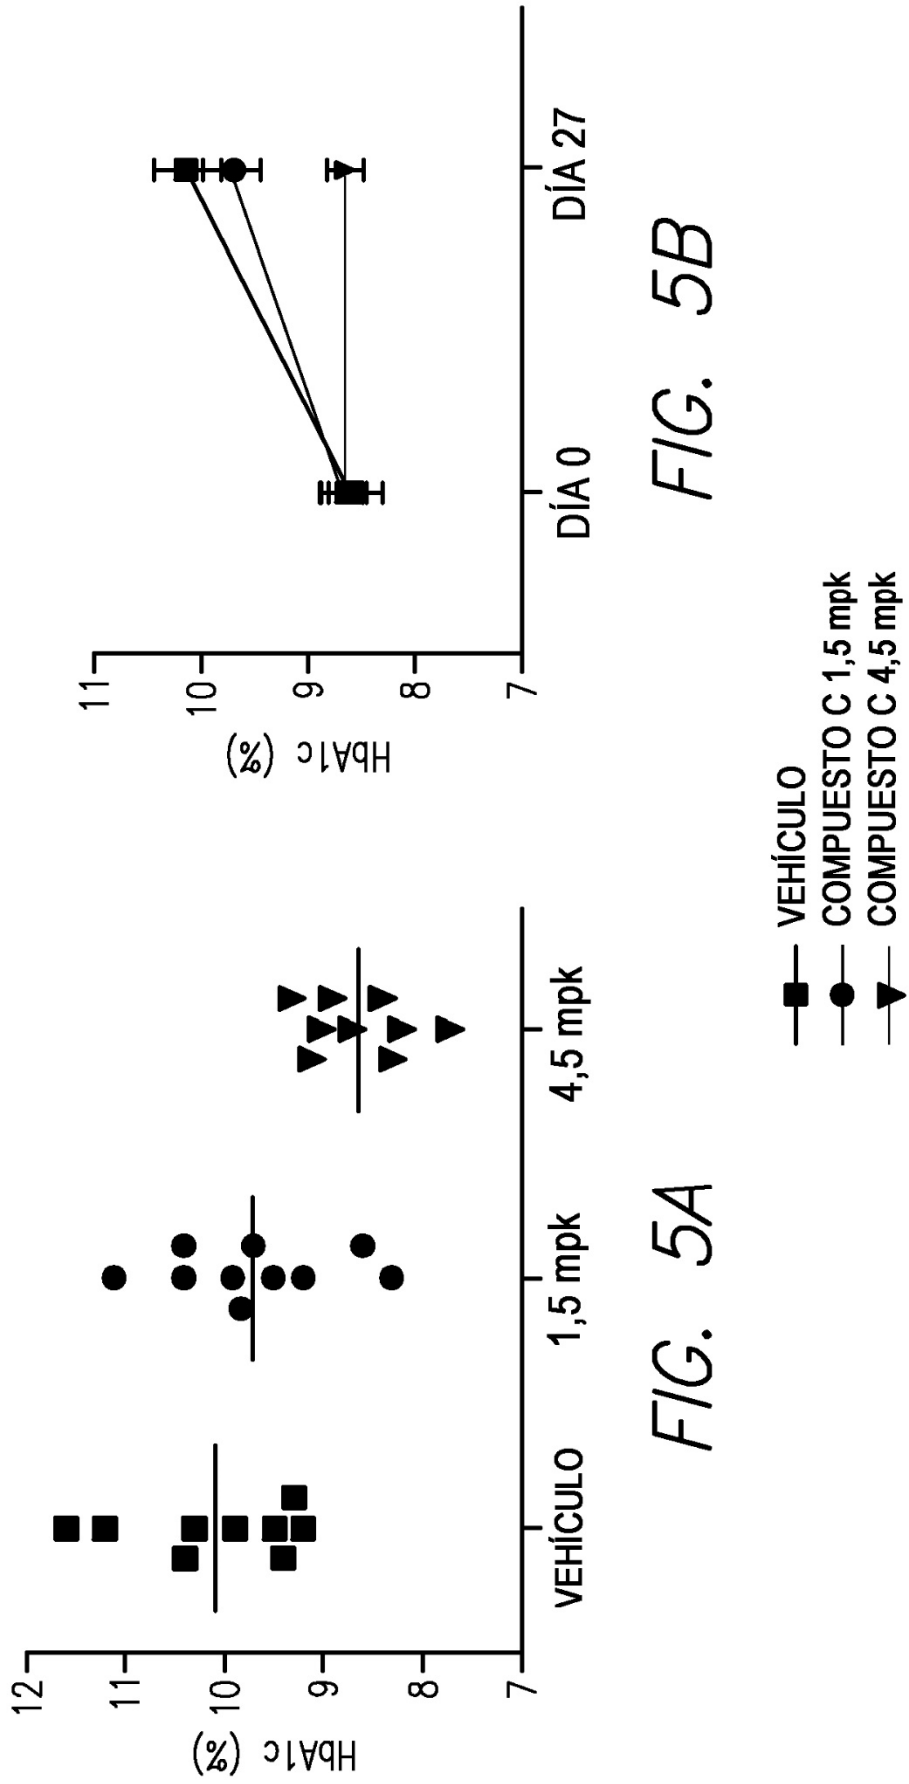 HbA1c (%)
12
11
10
9
8
7
VEHÍCULO
1,5 mpk
4,5 mpk
FIG. 5A
HbA1c (%)
11
10
9
8
7
DÍA 0
DÍA 27
FIG. 5B
VEHÍCULO
COMPUESTO C 1,5 mpk
COMPUESTO C 4,5 mpk